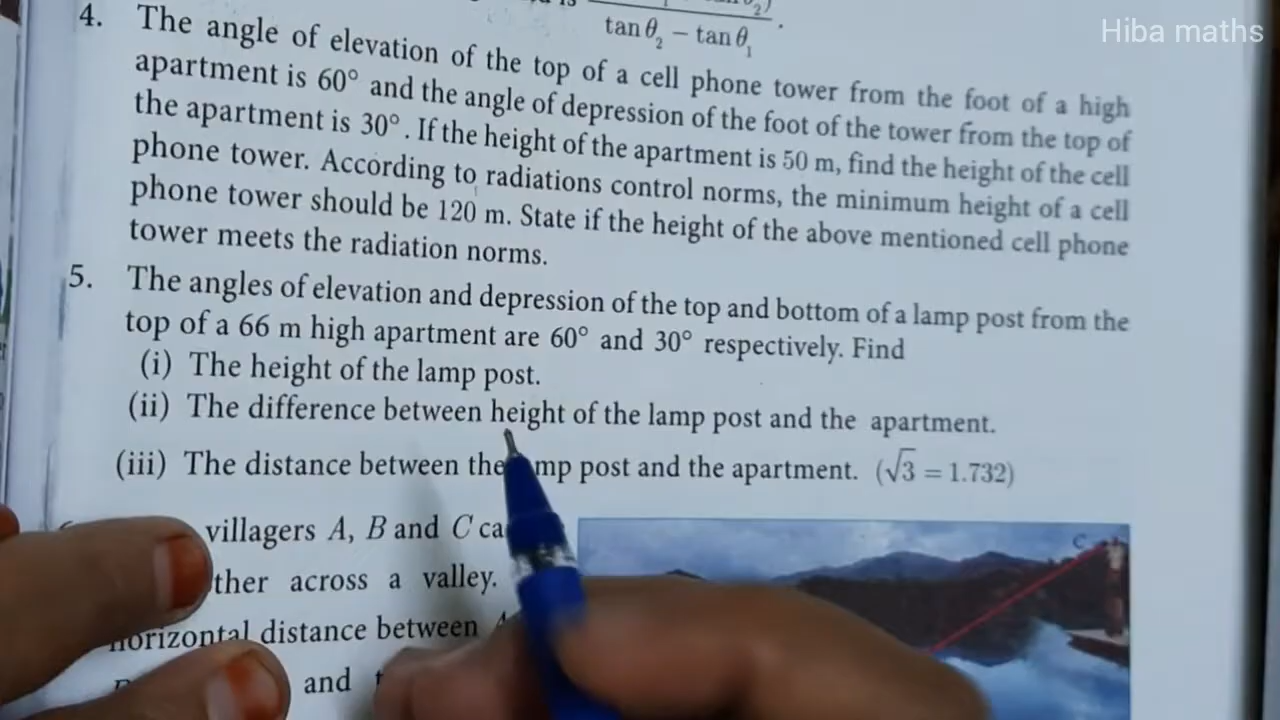 Hiba maths
tan θ₂ − tan θ₁ .
4. The angle of elevation of the top of a cell phone tower from the foot of a high
apartment is 60° and the angle of depression of the foot of the tower from the top of
the apartment is 30° . If the height of the apartment is 50 m, find the height of the cell
phone tower. According to radiations control norms, the minimum height of a cell
phone tower should be 120 m. State if the height of the above mentioned cell phone
tower meets the radiation norms.
5. The angles of elevation and depression of the top and bottom of a lamp post from the
top of a 66 m high apartment are 60° and 30° respectively. Find
(i) The height of the lamp post.
(ii) The difference between height of the lamp post and the apartment.
(iii) The distance between the mp post and the apartment. (√3 = 1.732)
villagers A, B and C ca
ther across a valley.
horizontal distance between
and
C